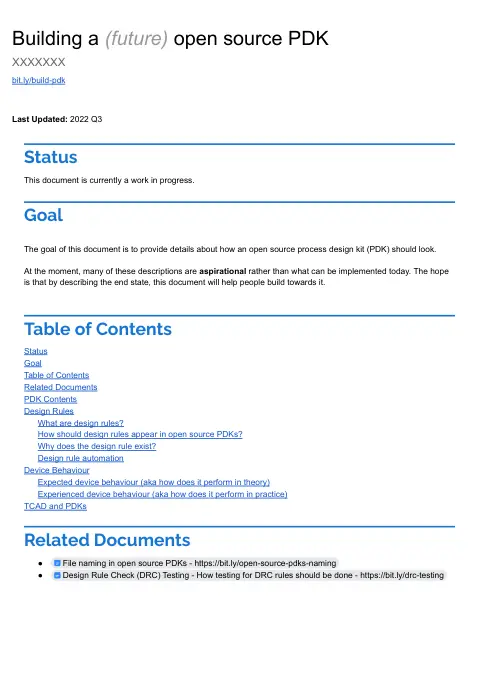 Building a (future) open source PDK
XXXXXXX
bit.ly/build-pdk
Last Updated: 2022 Q3
Status
This document is currently a work in progress.
Goal
The goal of this document is to provide details about how an open source process design kit (PDK) should look.
At the moment, many of these descriptions are aspirational rather than what can be implemented today. The hope
is that by describing the end state, this document will help people build towards it.
Table of Contents
Status
Goal
Table of Contents
Related Documents
PDK Contents
Design Rules
What are design rules?
How should design rules appear in open source PDKs?
Why does the design rule exist?
Design rule automation
Device Behaviour
Expected device behaviour (aka how does it perform in theory)
Experienced device behaviour (aka how does it perform in practice)
TCAD and PDKs
Related Documents
● File naming in open source PDKs - https://bit.ly/open-source-pdks-naming
● Design Rule Check (DRC) Testing - How testing for DRC rules should be done - https://bit.ly/drc-testing